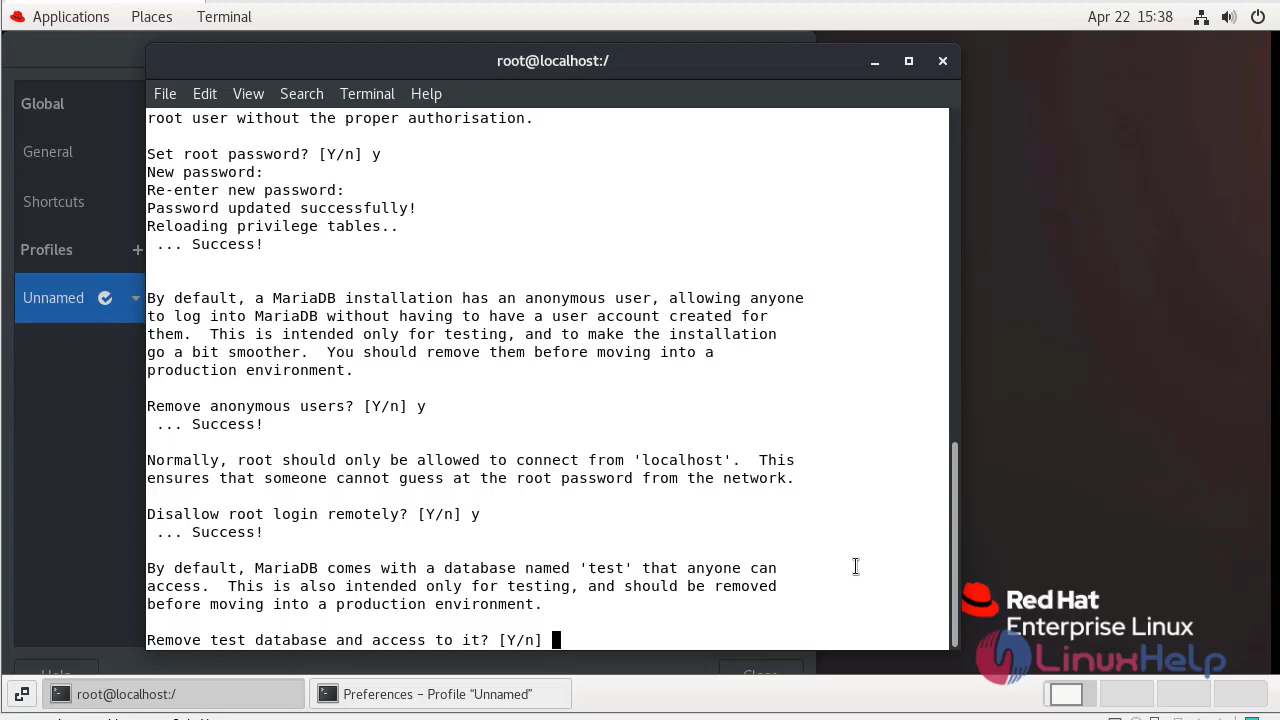 Applications Places Terminal Apr 22 15:38
root@localhost:/
File Edit View Search Terminal Help
Global
General
Shortcuts
Profiles +
Unnamed
root user without the proper authorisation.
Set root password? [Y/n] y
New password:
Re-enter new password:
Password updated successfully!
Reloading privilege tables..
... Success!
By default, a MariaDB installation has an anonymous user, allowing anyone
to log into MariaDB without having to have a user account created for
them.  This is intended only for testing, and to make the installation
go a bit smoother.  You should remove them before moving into a
production environment.
Remove anonymous users? [Y/n] y
... Success!
Normally, root should only be allowed to connect from 'localhost'.  This
ensures that someone cannot guess at the root password from the network.
Disallow root login remotely? [Y/n] y
... Success!
By default, MariaDB comes with a database named 'test' that anyone can
access.  This is also intended only for testing, and should be removed
before moving into a production environment.
Remove test database and access to it? [Y/n]
Red Hat
Enterprise Linux
LinuxHelp
root@localhost:/ Preferences – Profile “Unnamed”